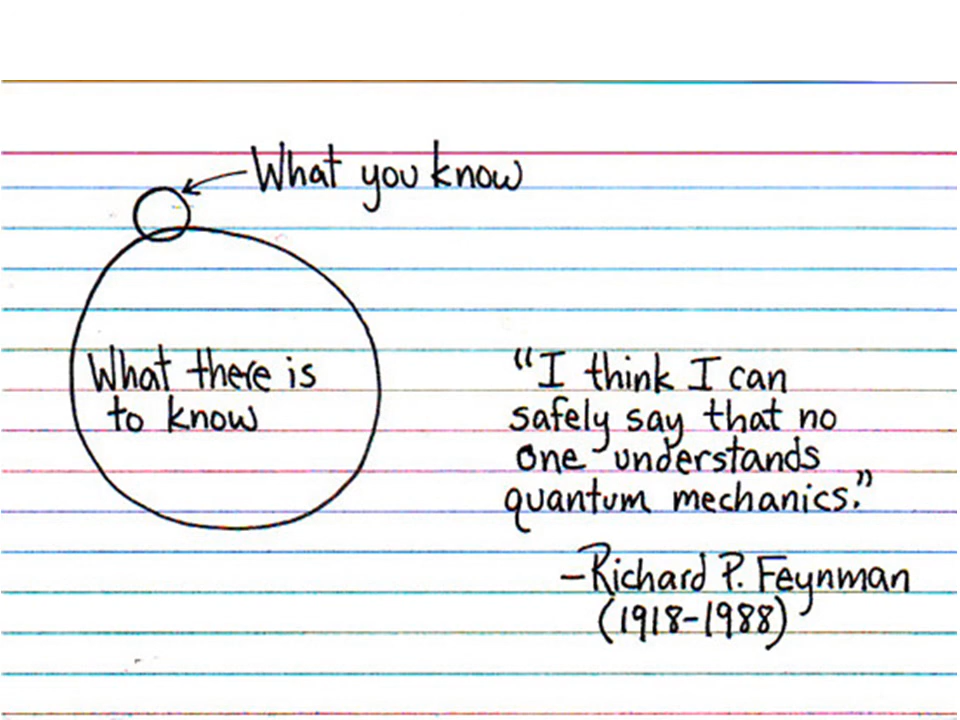 What you know
What there is
to know
“I think I can
safely say that no
one understands
quantum mechanics.”
–Richard P. Feynman
(1918–1988)